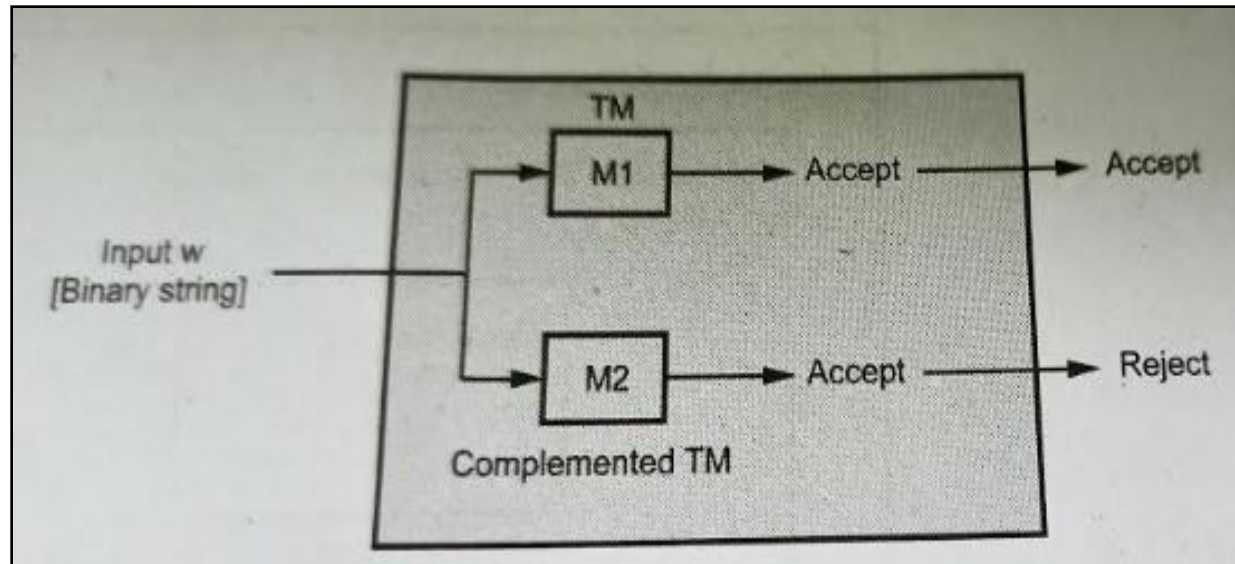 TM
M1
Accept
Accept
Input w
[Binary string]
M2
Accept
Reject
Complemented TM